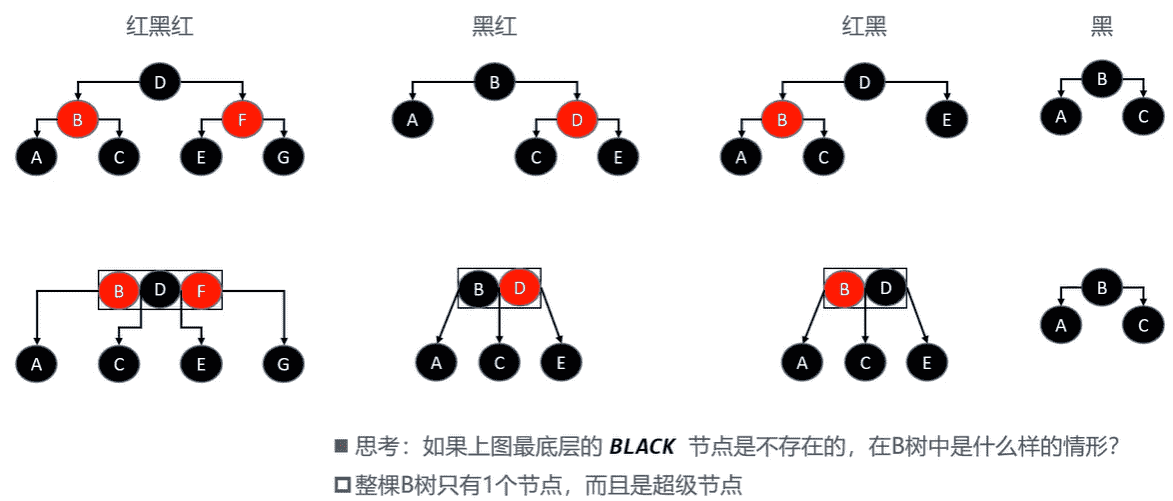 红黑红 黑红 红黑 黑
D B D B
B F A D B E A C
A C E G C E A C
B D F B D B D B
A C
A C E G A C E A C E
■ 思考：如果上图最底层的 BLACK 节点是不存在的，在B树中是什么样的情形？
整棵B树只有1个节点，而且是超级节点